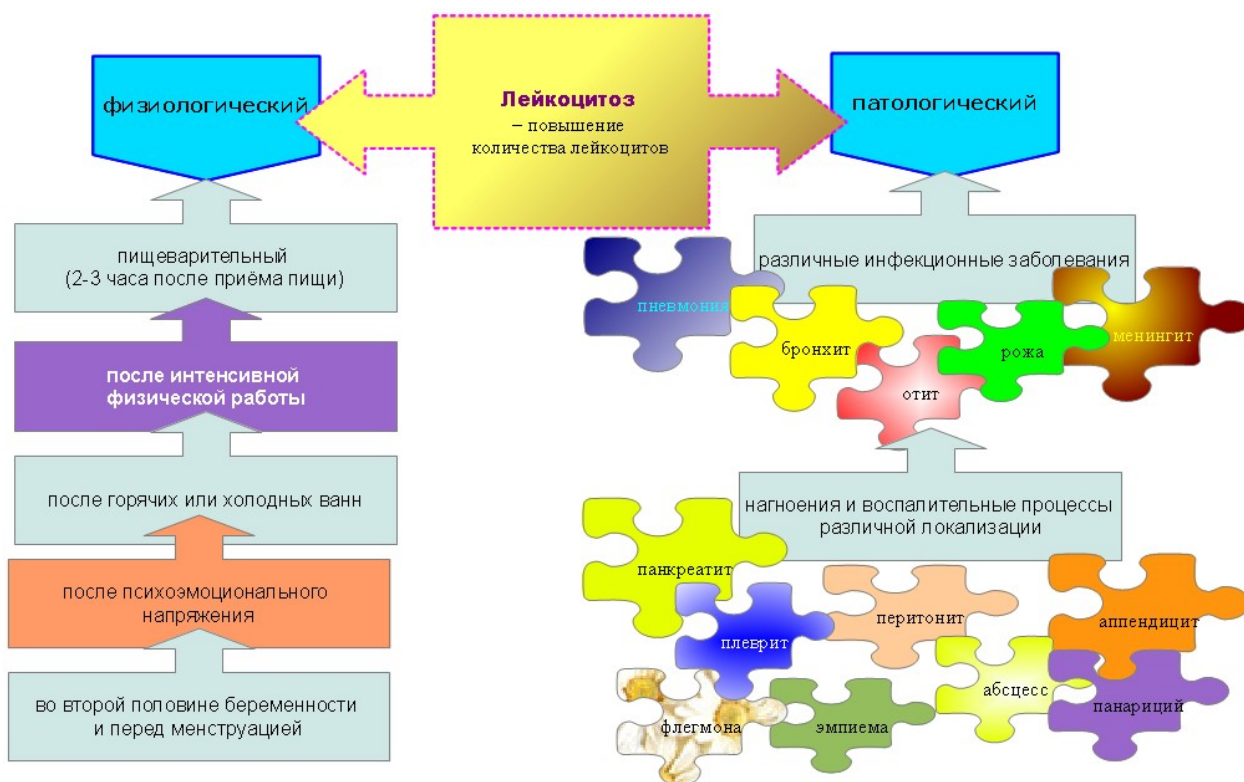 Лейкоцитоз
– повышение
количества лейкоцитов
физиологический
пищеварительный
(2-3 часа после приёма пищи)
после интенсивной
физической работы
после горячих или холодных ванн
после психоэмоционального
напряжения
во второй половине беременности
и перед менструацией
патологический
различные инфекционные заболевания
пневмония
бронхит
отит
рожа
менингит
нагноения и воспалительные процессы
различной локализации
панкреатит
плеврит
перитонит
аппендицит
флегмона
эмпиема
абсцесс
панариций